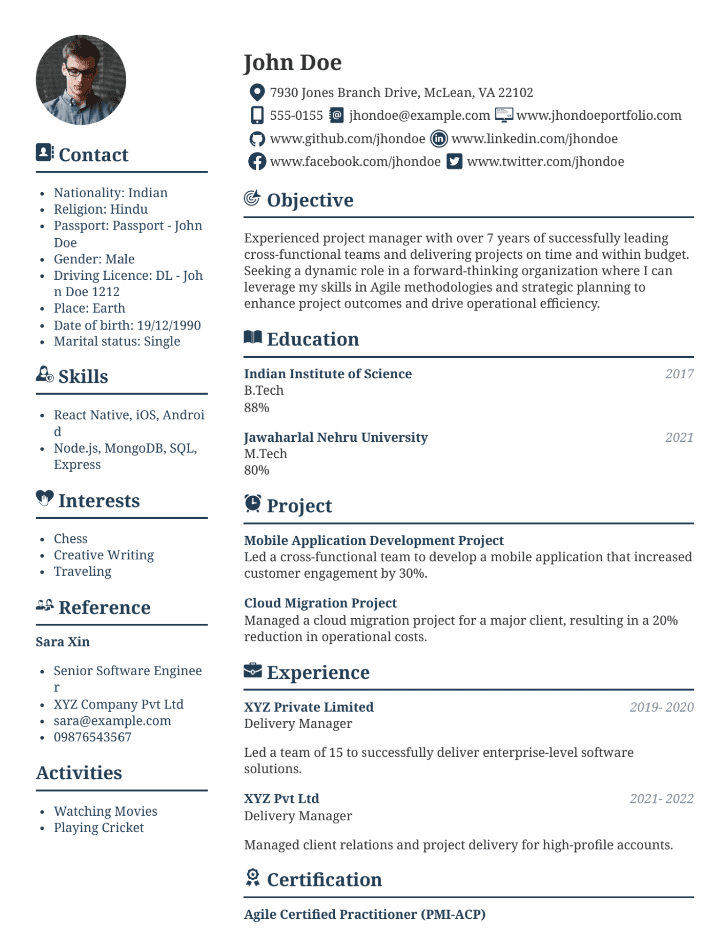 John Doe
7930 Jones Branch Drive, McLean, VA 22102
555-0155 jhondoe@example.com www.jhondoeportfolio.com
www.github.com/jhondoe www.linkedin.com/jhondoe
www.facebook.com/jhondoe www.twitter.com/jhondoe
Contact
• Nationality: Indian
• Religion: Hindu
• Passport: Passport - John
Doe
• Gender: Male
• Driving Licence: DL - Joh
n Doe 1212
• Place: Earth
• Date of birth: 19/12/1990
• Marital status: Single
Skills
• React Native, iOS, Androi
d
• Node.js, MongoDB, SQL,
Express
Interests
• Chess
• Creative Writing
• Traveling
Reference
Sara Xin
• Senior Software Enginee
r
• XYZ Company Pvt Ltd
• sara@example.com
• 09876543567
Activities
• Watching Movies
• Playing Cricket
Objective
Experienced project manager with over 7 years of successfully leading
cross-functional teams and delivering projects on time and within budget.
Seeking a dynamic role in a forward-thinking organization where I can
leverage my skills in Agile methodologies and strategic planning to
enhance project outcomes and drive operational efficiency.
Education
Indian Institute of Science 2017
B.Tech
88%
Jawaharlal Nehru University 2021
M.Tech
80%
Project
Mobile Application Development Project
Led a cross-functional team to develop a mobile application that increased
customer engagement by 30%.
Cloud Migration Project
Managed a cloud migration project for a major client, resulting in a 20%
reduction in operational costs.
Experience
XYZ Private Limited 2019- 2020
Delivery Manager
Led a team of 15 to successfully deliver enterprise-level software
solutions.
XYZ Pvt Ltd 2021- 2022
Delivery Manager
Managed client relations and project delivery for high-profile accounts.
Certification
Agile Certified Practitioner (PMI-ACP)